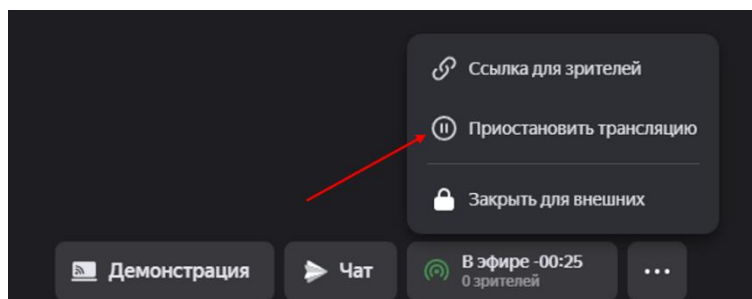 Ссылка для зрителей
Приостановить трансляцию
Закрыть для внешних
Демонстрация
Чат
В эфире -00:25
0 зрителей